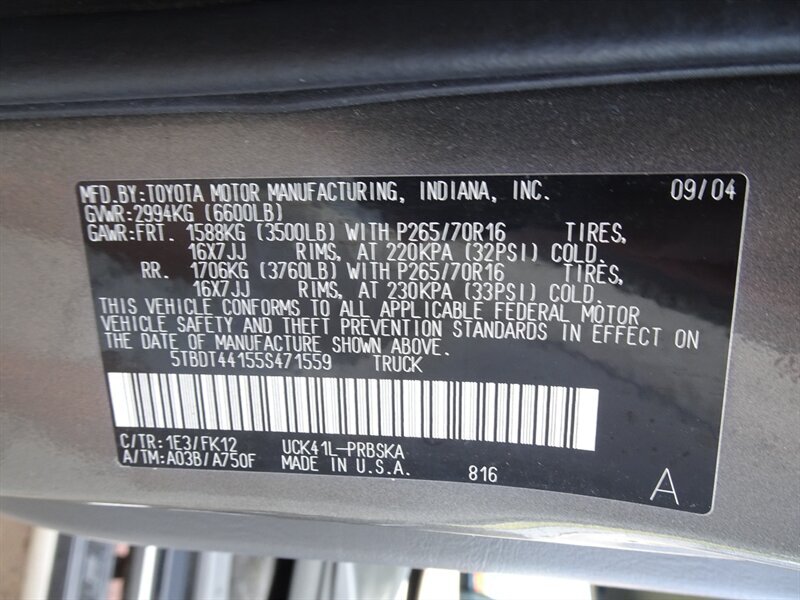 MFD.BY:TOYOTA MOTOR MANUFACTURING, INDIANA, INC. 09/04
GVWR:2994KG (6600LB)
GAWR:FRT. 1588KG (3500LB) WITH P265/70R16 TIRES,
16X7JJ RIMS, AT 220KPA (32PSI) COLD.
RR. 1706KG (3760LB) WITH P265/70R16 TIRES,
16X7JJ RIMS, AT 230KPA (33PSI) COLD.
THIS VEHICLE CONFORMS TO ALL APPLICABLE FEDERAL MOTOR
VEHICLE SAFETY AND THEFT PREVENTION STANDARDS IN EFFECT ON
THE DATE OF MANUFACTURE SHOWN ABOVE.
5TBDT44155S471559 TRUCK
C/TR:1E3/FK12 UCK41L-PRBSKA
A/TM:A03B/A750F MADE IN U.S.A. 816 A